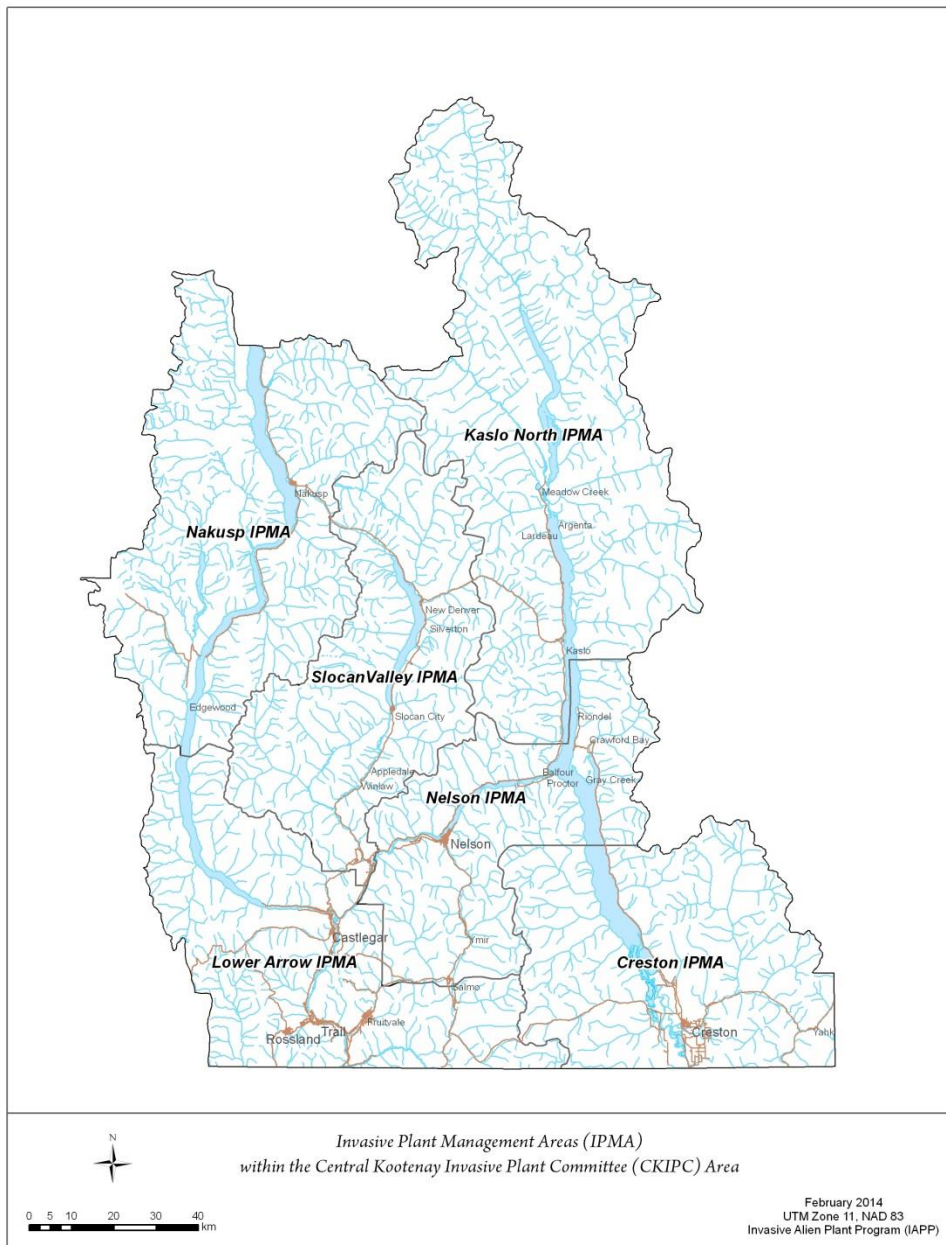 Kaslo North IPMA
Meadow Creek
Nakusp
Argenta
Nakusp IPMA
Lardeau
New Denver
Silverton
Kaslo
SlocanValley IPMA
Edgewood
Slocan City
Riondel
Crawford Bay
Appledale
Balfour
Gray Creek
Winlaw
Proctor
Nelson IPMA
Nelson
Castlegar
Ymir
Lower Arrow IPMA
Creston IPMA
Salmo
Fruitvale
Rossland
Trail
Creston
Yahk
Invasive Plant Management Areas (IPMA)
within the Central Kootenay Invasive Plant Committee (CKIPC) Area
N
0 5 10 20 30 40
km
February 2014
UTM Zone 11, NAD 83
Invasive Alien Plant Program (IAPP)